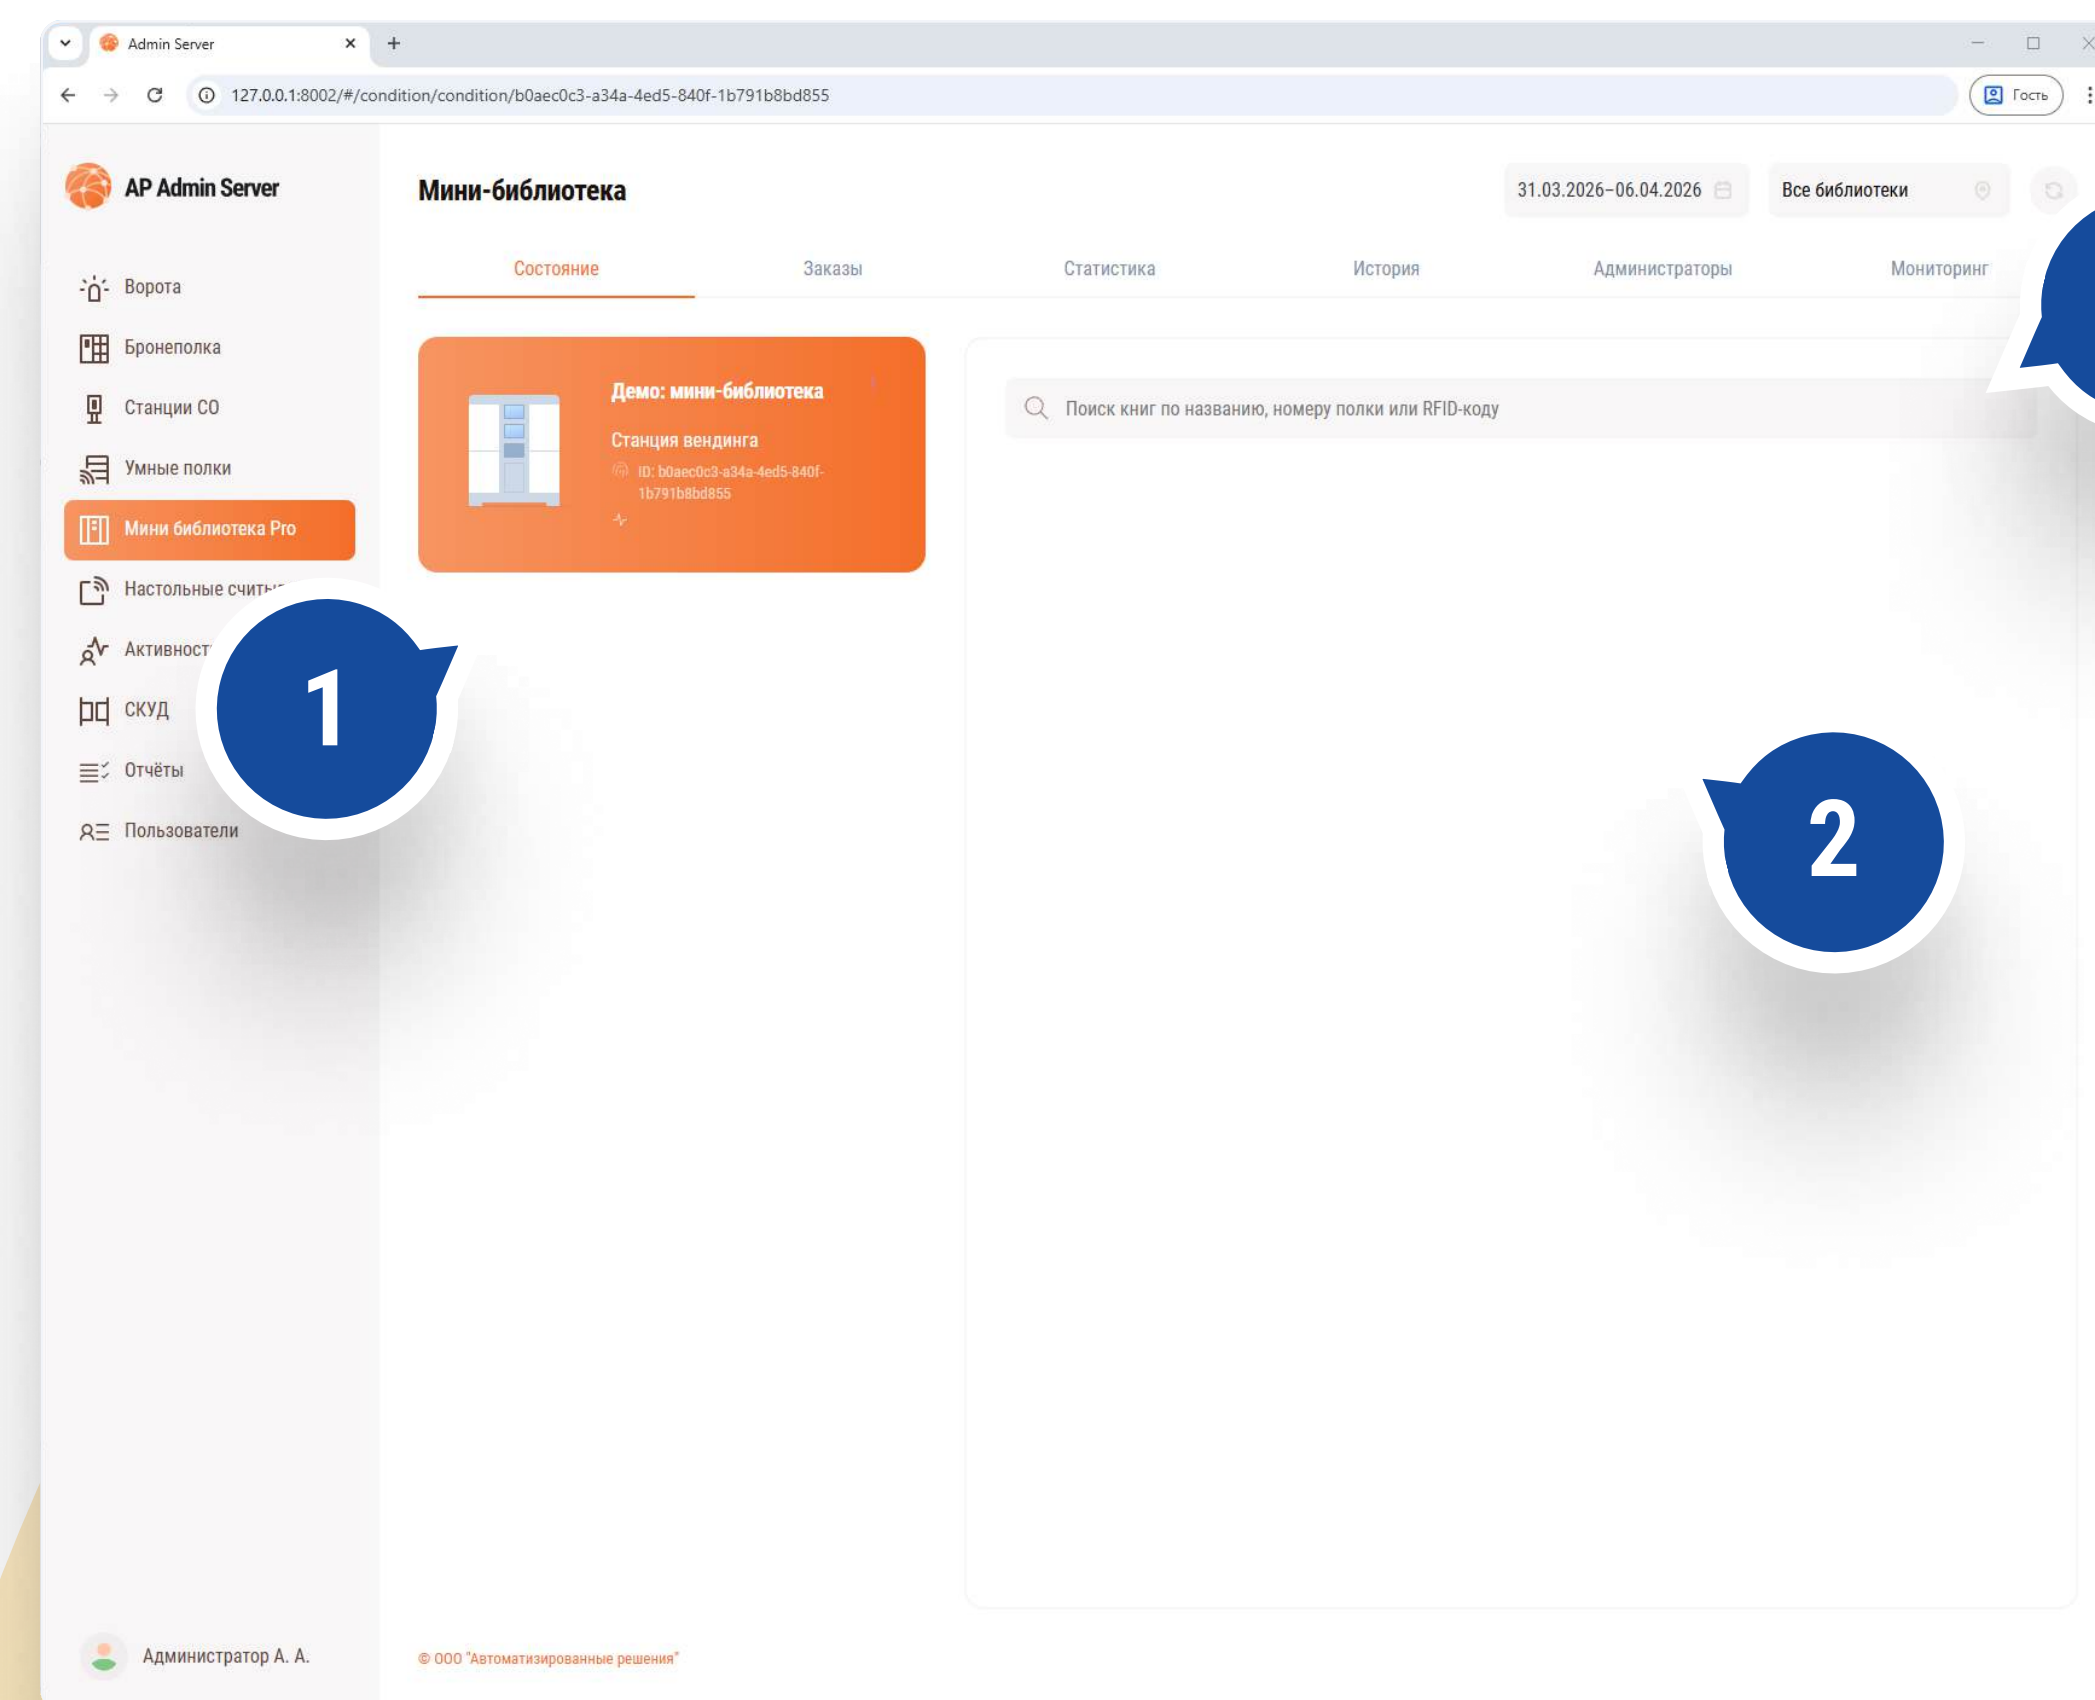 Admin Server
127.0.0.1:8002/#/condition/condition/b0aec0c3-a34a-4ed5-840f-1b791b8bd855
Гость
AP Admin Server
Мини-библиотека
31.03.2026–06.04.2026
Все библиотеки
Состояние
Заказы
Статистика
История
Администраторы
Мониторинг
Ворота
Бронеполка
Станции СО
Умные полки
Мини библиотека Pro
Настольные
Активност
СКУД
Отчёты
Пользователи
Демо: мини-библиотека
Станция вендинга
ID: b0aec0c3-a34a-4ed5-840f-
1b791b8bd855
Поиск книг по названию, номеру полки или RFID-коду
1
2
Администратор А. А.
© ООО "Автоматизированные решения"